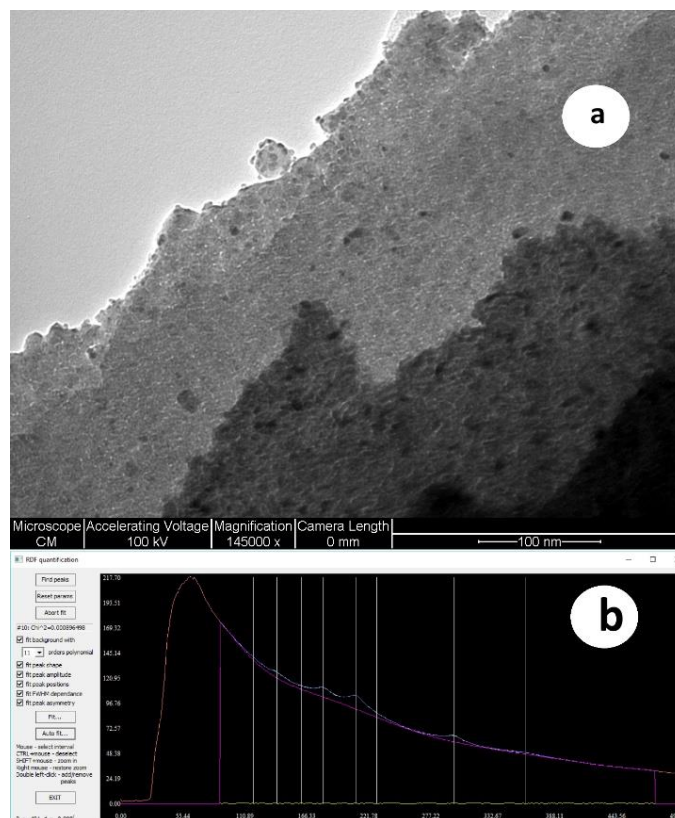 a
Microscope Accelerating Voltage Magnification Camera Length
CM 100 kV 145000 x 0 mm 100 nm
RDF quantification
b
Find peaks
Reset params
Abort fit
#10: Chi^2=0.000896498
fit background with
11 orders polynomial
fit peak shape
fit peak amplitude
fit peak positions
fit FWHM dependance
fit peak asymmetry
Fit...
Auto fit...
Mouse - select interval
CTRL+mouse - deselect
SHIFT+mouse - zoom in
Right mouse - restore zoom
Double left-click - add/remove
peaks
EXIT
217.70
193.51
169.32
145.14
120.95
96.76
72.57
48.38
24.19
0.00
0.00 55.44 110.89 166.33 221.78 277.22 332.67 388.11 443.56